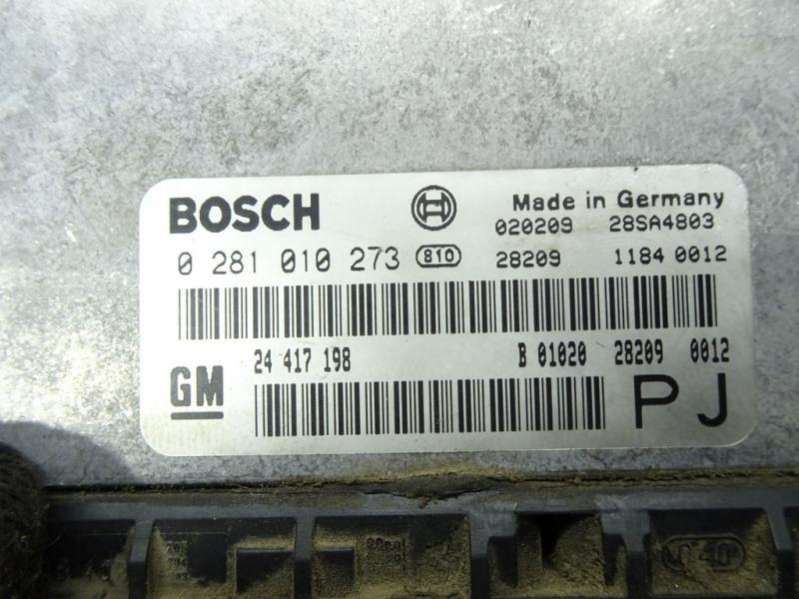 BOSCH Made in Germany
020209 28SA4803
0 281 010 273 810 28209 1184 0012
24 417 198 B 01020 28209 0012
GM PJ